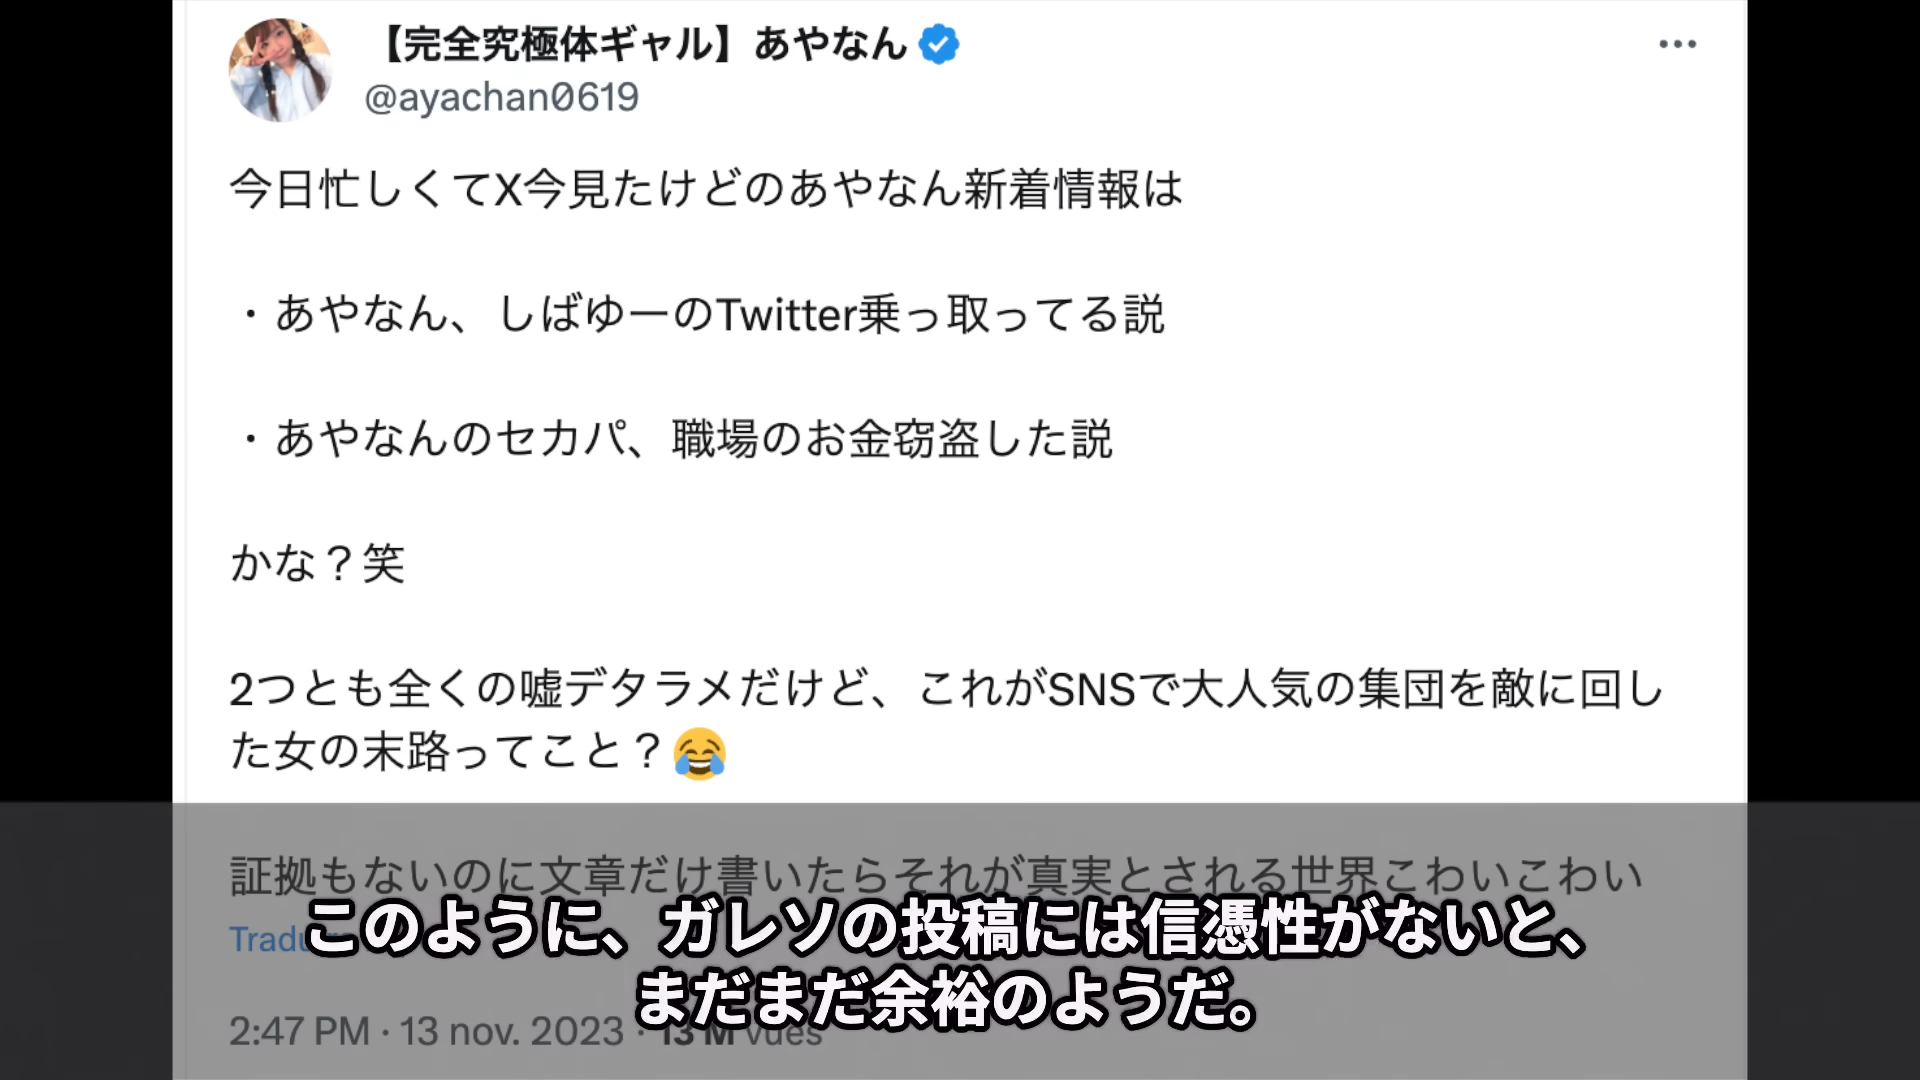 【完全究極体ギャル】あやなん
@ayachan0619
今日忙しくてX今見たけどのあやなん新着情報は
・あやなん、しばゆーのTwitter乗っ取ってる説
・あやなんのセカパ、職場のお金窃盗した説
かな？笑
2つとも全くの嘘デタラメだけど、これがSNSで大人気の集団を敵に回し
た女の末路ってこと？😂
証拠もないのに文章だけ書いたらそれが真実とされる世界こわいこわい
このように、ガレソの投稿には信憑性がないと、
まだまだ余裕のようだ。
2:47 PM · 13 nov. 2023 · 13 M vues